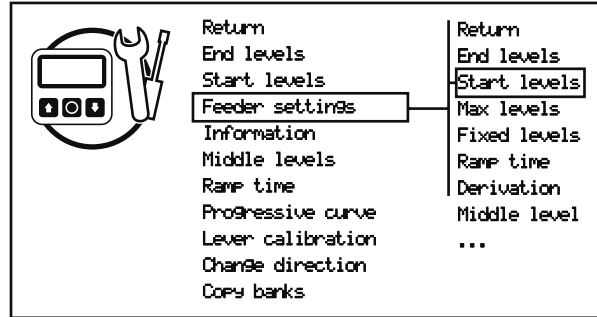 Return
End levels
Start levels
Feeder settings
Information
Middle levels
Ramp time
Progressive curve
Lever calibration
Change direction
Copy banks
Return
End levels
Start levels
Max levels
Fixed levels
Ramp time
Derivation
Middle level
...